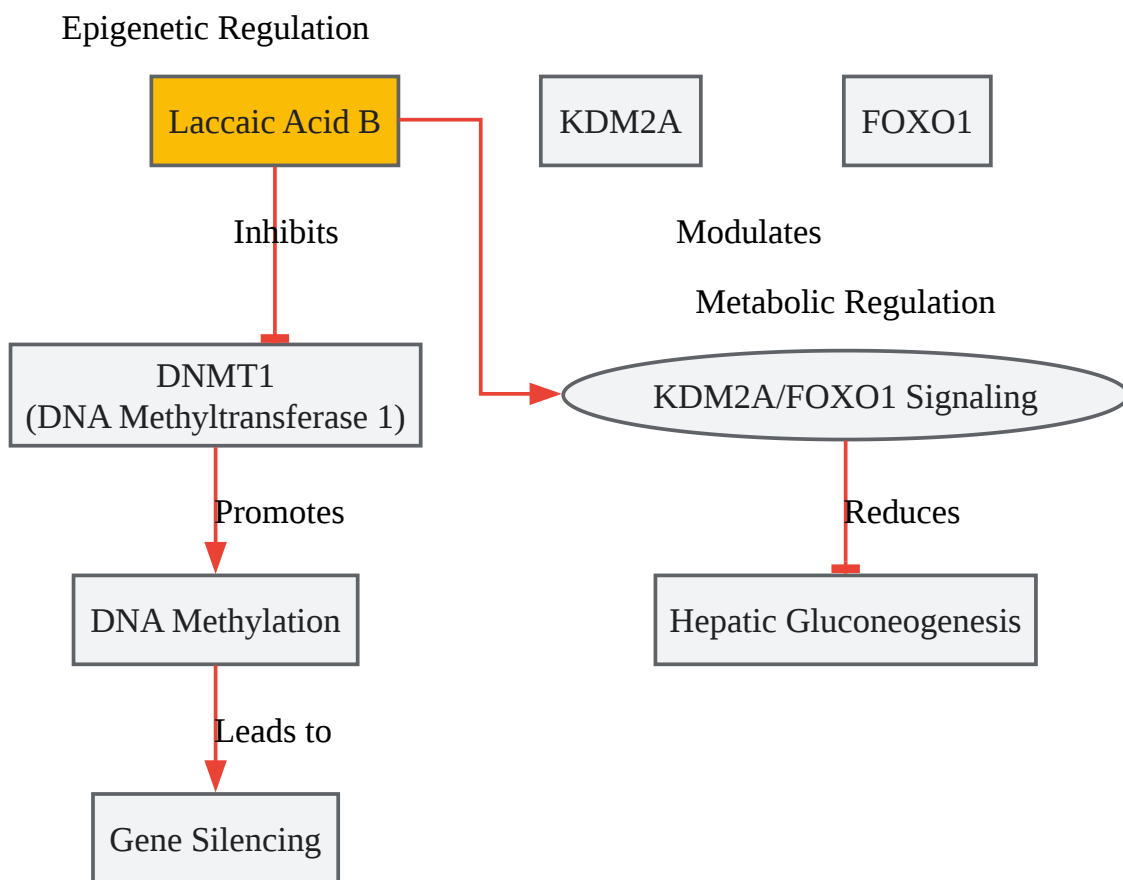 Epigenetic Regulation
Laccaic Acid B
KDM2A
FOXO1
Inhibits
Modulates
Metabolic Regulation
DNMT1
(DNA Methyltransferase 1)
KDM2A/FOXO1 Signaling
Promotes
Reduces
DNA Methylation
Hepatic Gluconeogenesis
Leads to
Gene Silencing